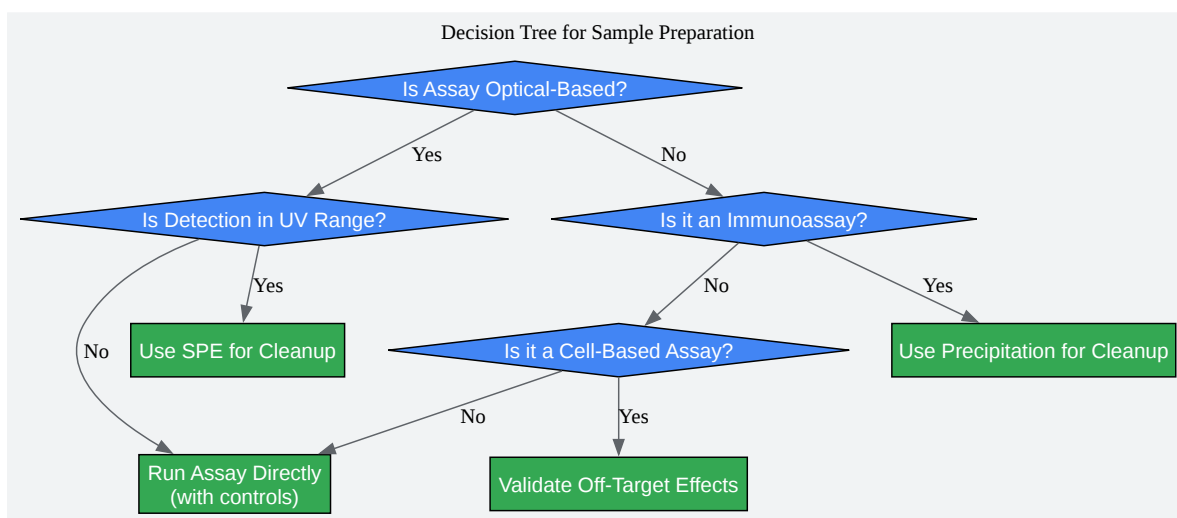 Decision Tree for Sample Preparation
Is Assay Optical-Based?
Yes
No
Is Detection in UV Range?
Is it an Immunoassay?
Yes
No
Yes
No
Use SPE for Cleanup
Is it a Cell-Based Assay?
Use Precipitation for Cleanup
No
Yes
Run Assay Directly
(with controls)
Validate Off-Target Effects